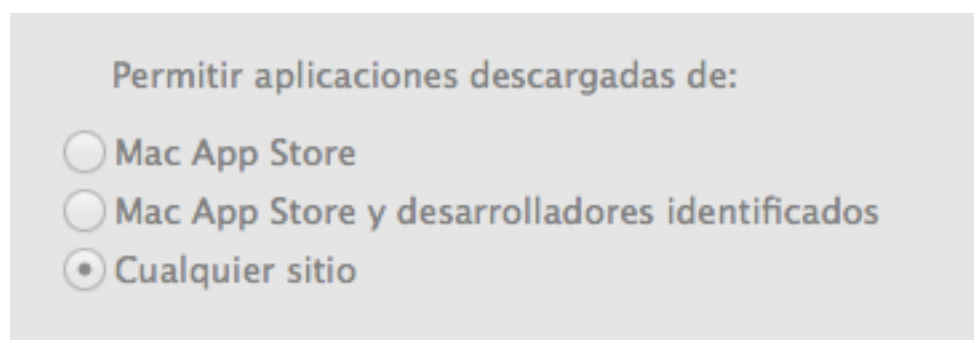 Permitir aplicaciones descargadas de:
Mac App Store
Mac App Store y desarrolladores identificados
Cualquier sitio